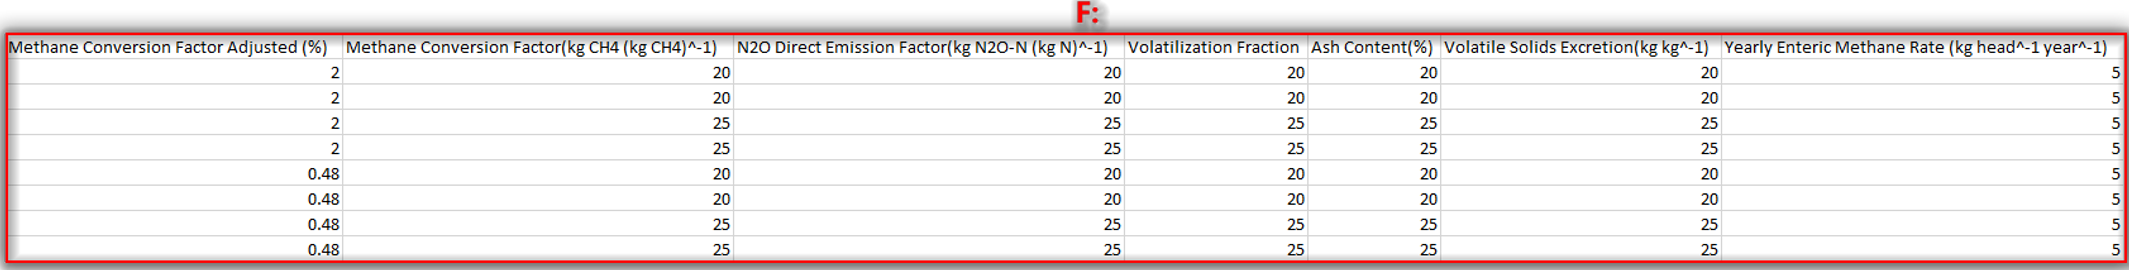 F:
Methane Conversion Factor Adjusted (%) Methane Conversion Factor(kg CH4 (kg CH4)^-1) N2O Direct Emission Factor(kg N2O-N (kg N)^-1) Volatilization Fraction Ash Content(%) Volatile Solids Excretion(kg kg^-1) Yearly Enteric Methane Rate (kg head^-1 year^-1)
2 20 20 20 20 20 5
2 20 20 20 20 20 5
2 25 25 25 25 25 5
2 25 25 25 25 25 5
0.48 20 20 20 20 20 5
0.48 20 20 20 20 20 5
0.48 25 25 25 25 25 5
0.48 25 25 25 25 25 5